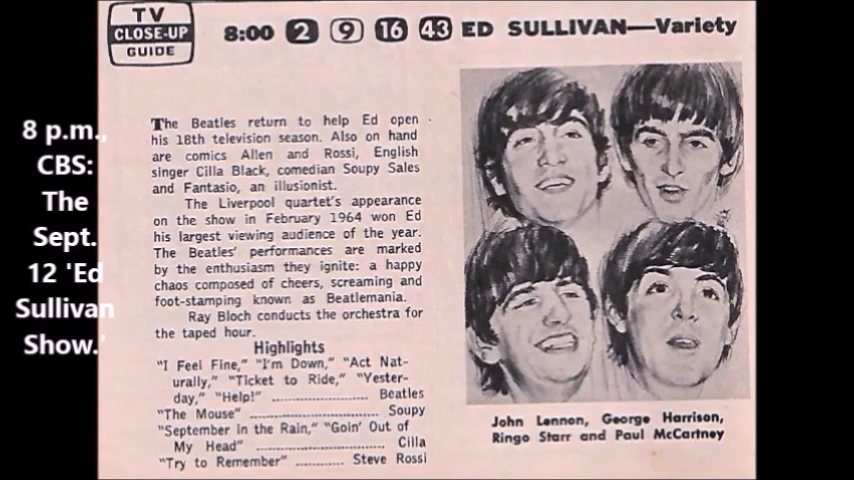 TV
CLOSE-UP
GUIDE
8:00 2 9 16 43 ED SULLIVAN—Variety
8 p.m.,
CBS:
The
Sept.
12 'Ed
Sullivan
Show.'
The Beatles return to help Ed open
his 18th television season. Also on hand
are comics Allen and Rossi, English
singer Cilla Black, comedian Soupy Sales
and Fantasio, an illusionist.
The Liverpool quartet's appearance
on the show in February 1964 won Ed
his largest viewing audience of the year.
The Beatles' performances are marked
by the enthusiasm they ignite: a happy
chaos composed of cheers, screaming and
foot-stamping known as Beatlemania.
Ray Bloch conducts the orchestra for
the taped hour.
Highlights
"I Feel Fine," "I'm Down," "Act Nat-
urally," "Ticket to Ride," "Yester-
day," "Help!" .................... Beatles
"The Mouse" .......................... Soupy
"September in the Rain," "Goin' Out of
My Head" .......................... Cilla
"Try to Remember" .......... Steve Rossi
John Lennon, George Harrison,
Ringo Starr and Paul McCartney